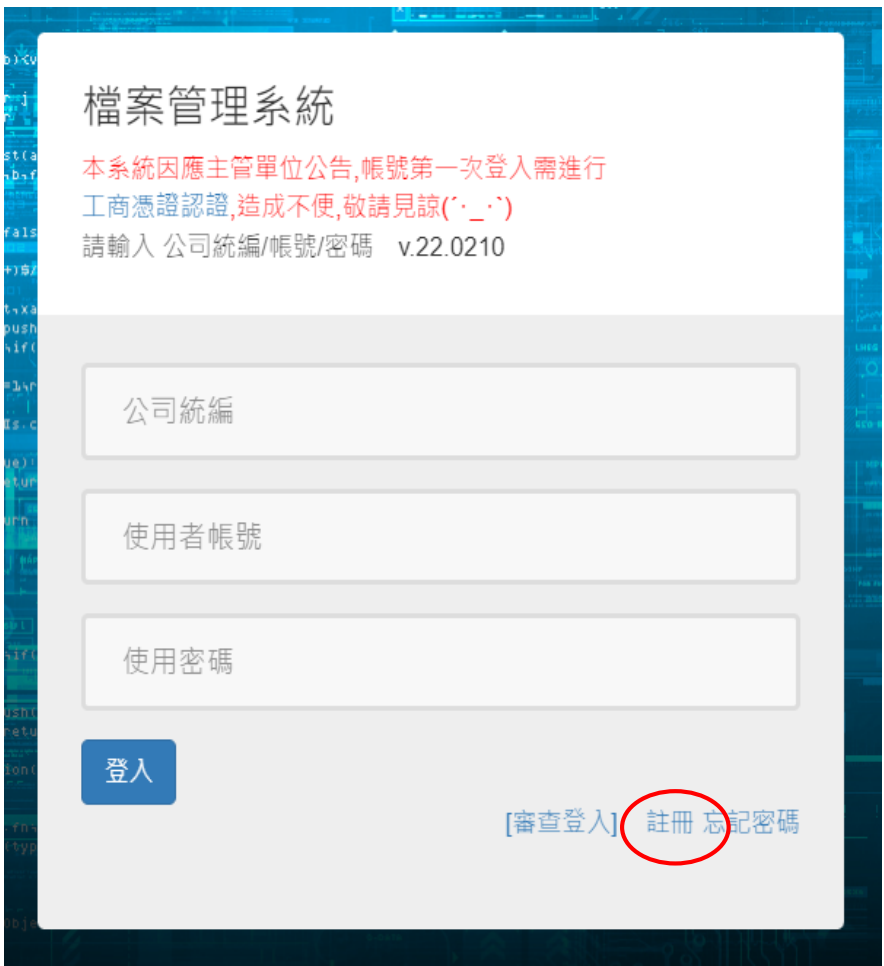 檔案管理系統
本系統因應主管單位公告,帳號第一次登入需進行
工商憑證認證,造成不便,敬請見諒(´･_･`)
請輸入 公司統編/帳號/密碼 v.22.0210
公司統編
使用者帳號
使用密碼
登入
[審查登入] 註冊 忘記密碼